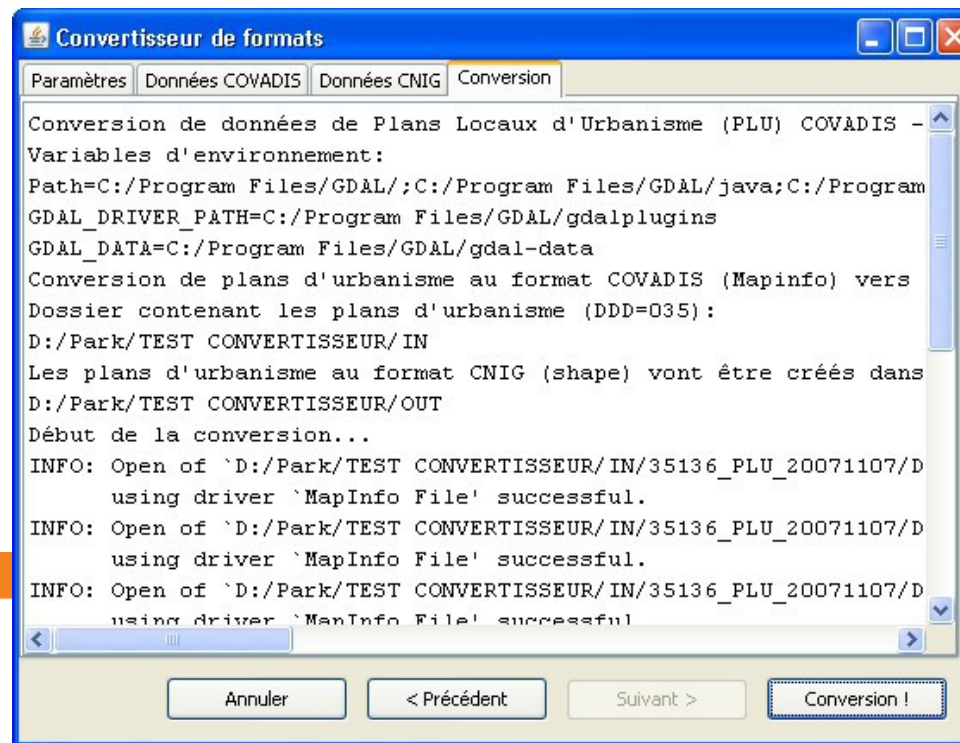 Convertisseur de formats
Paramètres Données COVADIS Données CNIG Conversion
Conversion de données de Plans Locaux d'Urbanisme (PLU) COVADIS -
Variables d'environnement:
Path=C:/Program Files/GDAL/;C:/Program Files/GDAL/java;C:/Program
GDAL_DRIVER_PATH=C:/Program Files/GDAL/gdalplugins
GDAL_DATA=C:/Program Files/GDAL/gdal-data
Conversion de plans d'urbanisme au format COVADIS (Mapinfo) vers
Dossier contenant les plans d'urbanisme (DDD=035):
D:/Park/TEST CONVERTISSEUR/IN
Les plans d'urbanisme au format CNIG (shape) vont être créés dans
D:/Park/TEST CONVERTISSEUR/OUT
Début de la conversion...
INFO: Open of `D:/Park/TEST CONVERTISSEUR/IN/35136_PLU_20071107/D
using driver `MapInfo File' successful.
INFO: Open of `D:/Park/TEST CONVERTISSEUR/IN/35136_PLU_20071107/D
using driver `MapInfo File' successful.
INFO: Open of `D:/Park/TEST CONVERTISSEUR/IN/35136_PLU_20071107/D
using driver `MapInfo File' successful
Annuler < Précédent Suivant > Conversion !